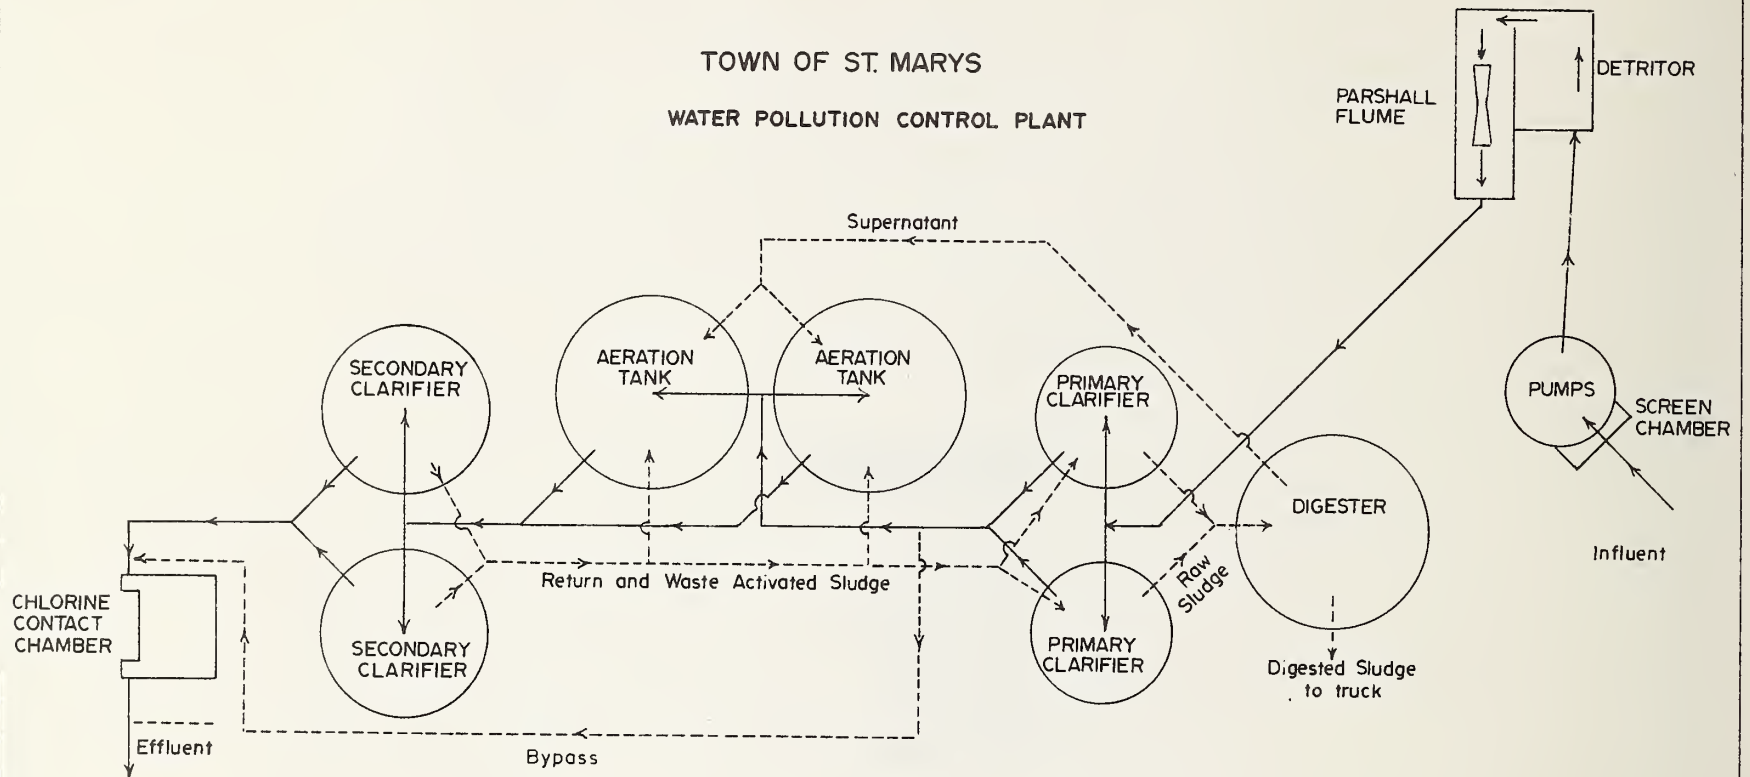 TOWN OF ST. MARYS
WATER POLLUTION CONTROL PLANT
PARSHALL
FLUME
DETRITOR
Supernatant
SECONDARY
CLARIFIER
AERATION
TANK
AERATION
TANK
PRIMARY
CLARIFIER
PUMPS
SCREEN
CHAMBER
DIGESTER
Influent
Return and Waste Activated Sludge
Raw
Sludge
CHLORINE
CONTACT
CHAMBER
SECONDARY
CLARIFIER
PRIMARY
CLARIFIER
Digested Sludge
to truck
Effluent
Bypass